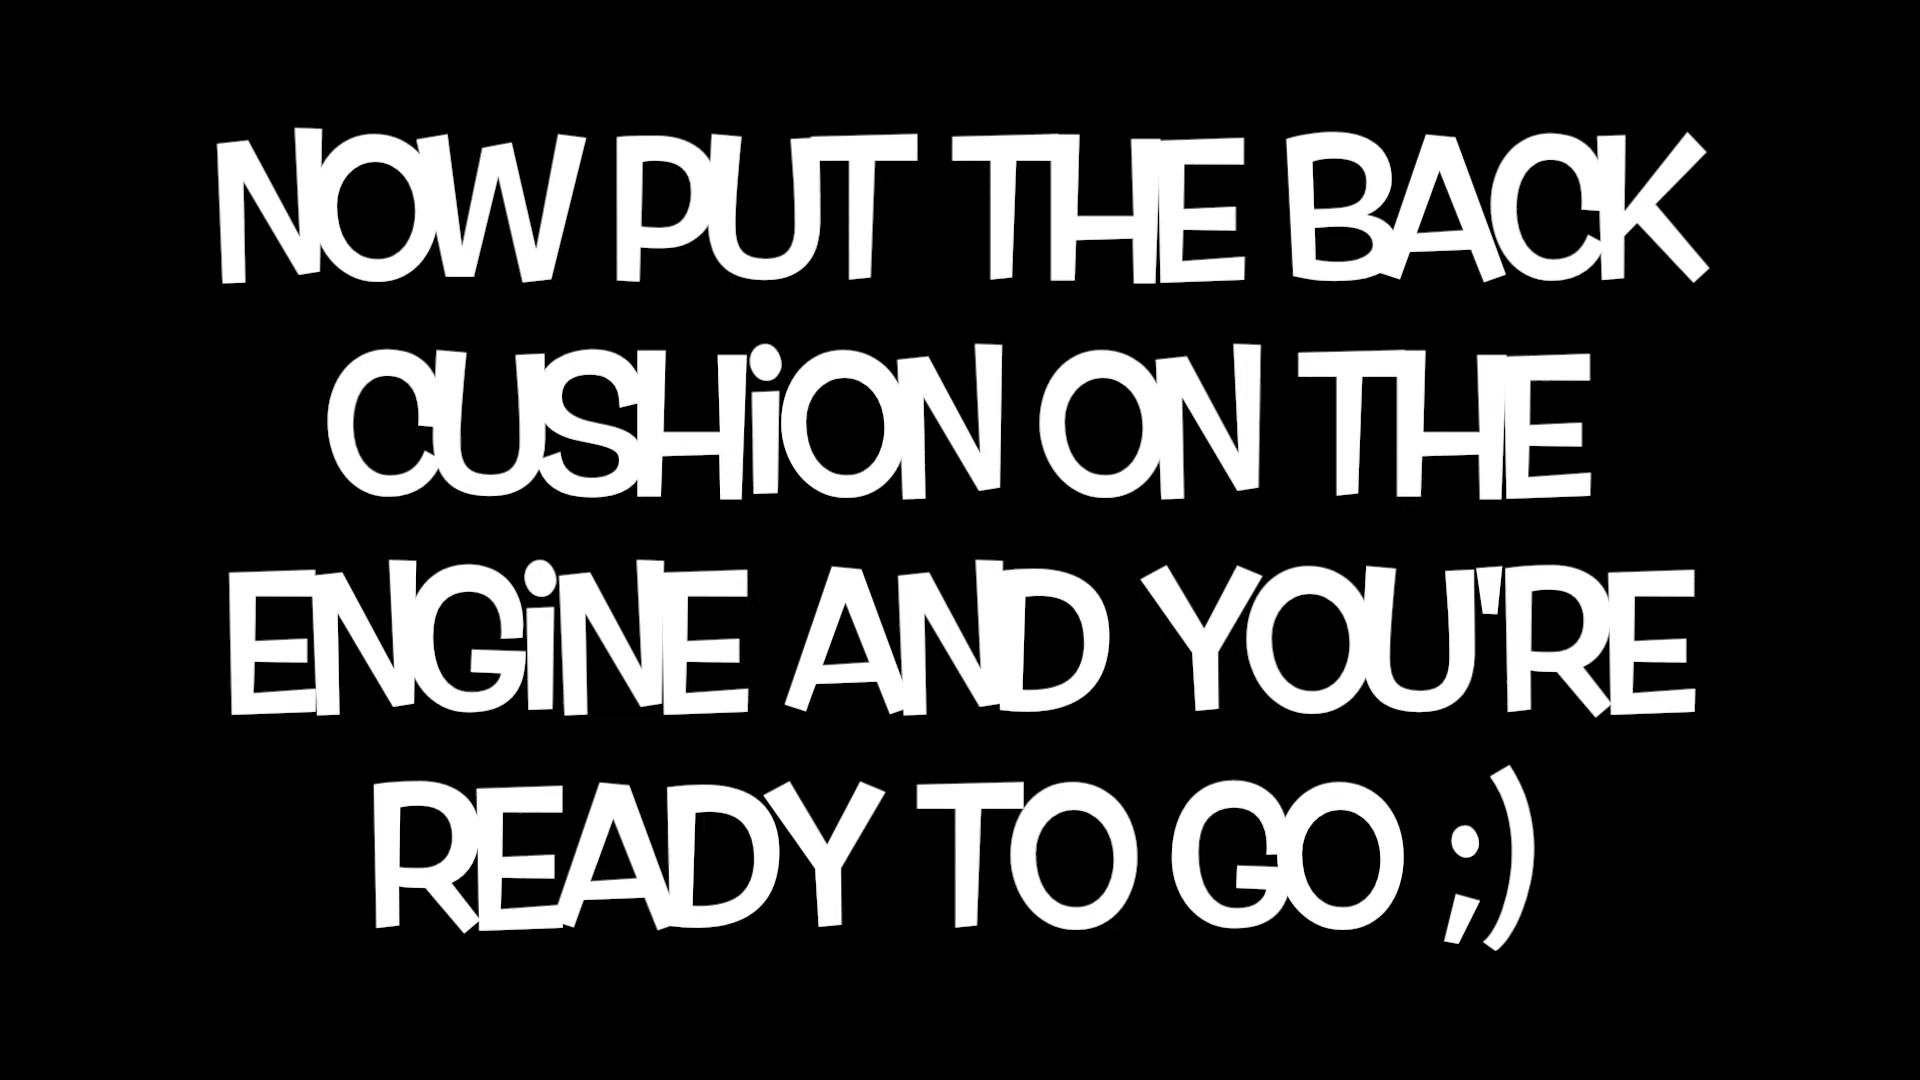 NOW PUT THE BACK
CUSHiON ON THE
ENGiNE AND YOU'RE
READY TO GO ;)